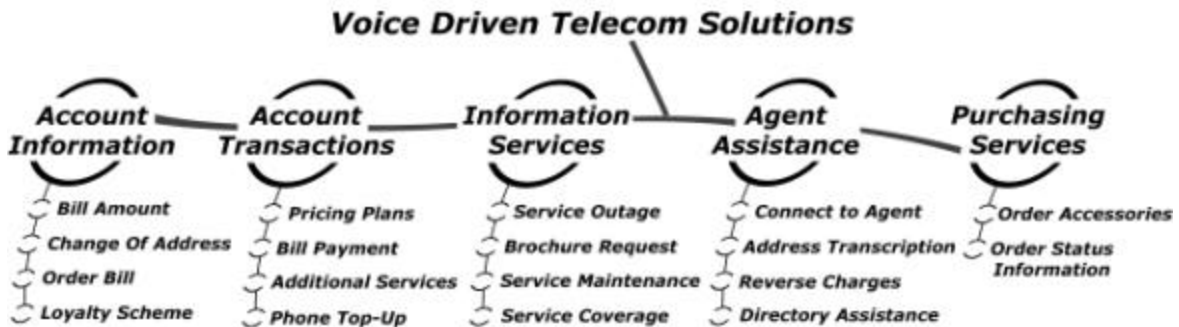 Voice Driven Telecom Solutions
Account
Information
Bill Amount
Change Of Address
Order Bill
Loyalty Scheme
Account
Transactions
Pricing Plans
Bill Payment
Additional Services
Phone Top-Up
Information
Services
Service Outage
Brochure Request
Service Maintenance
Service Coverage
Agent
Assistance
Connect to Agent
Address Transcription
Reverse Charges
Directory Assistance
Purchasing
Services
Order Accessories
Order Status
Information